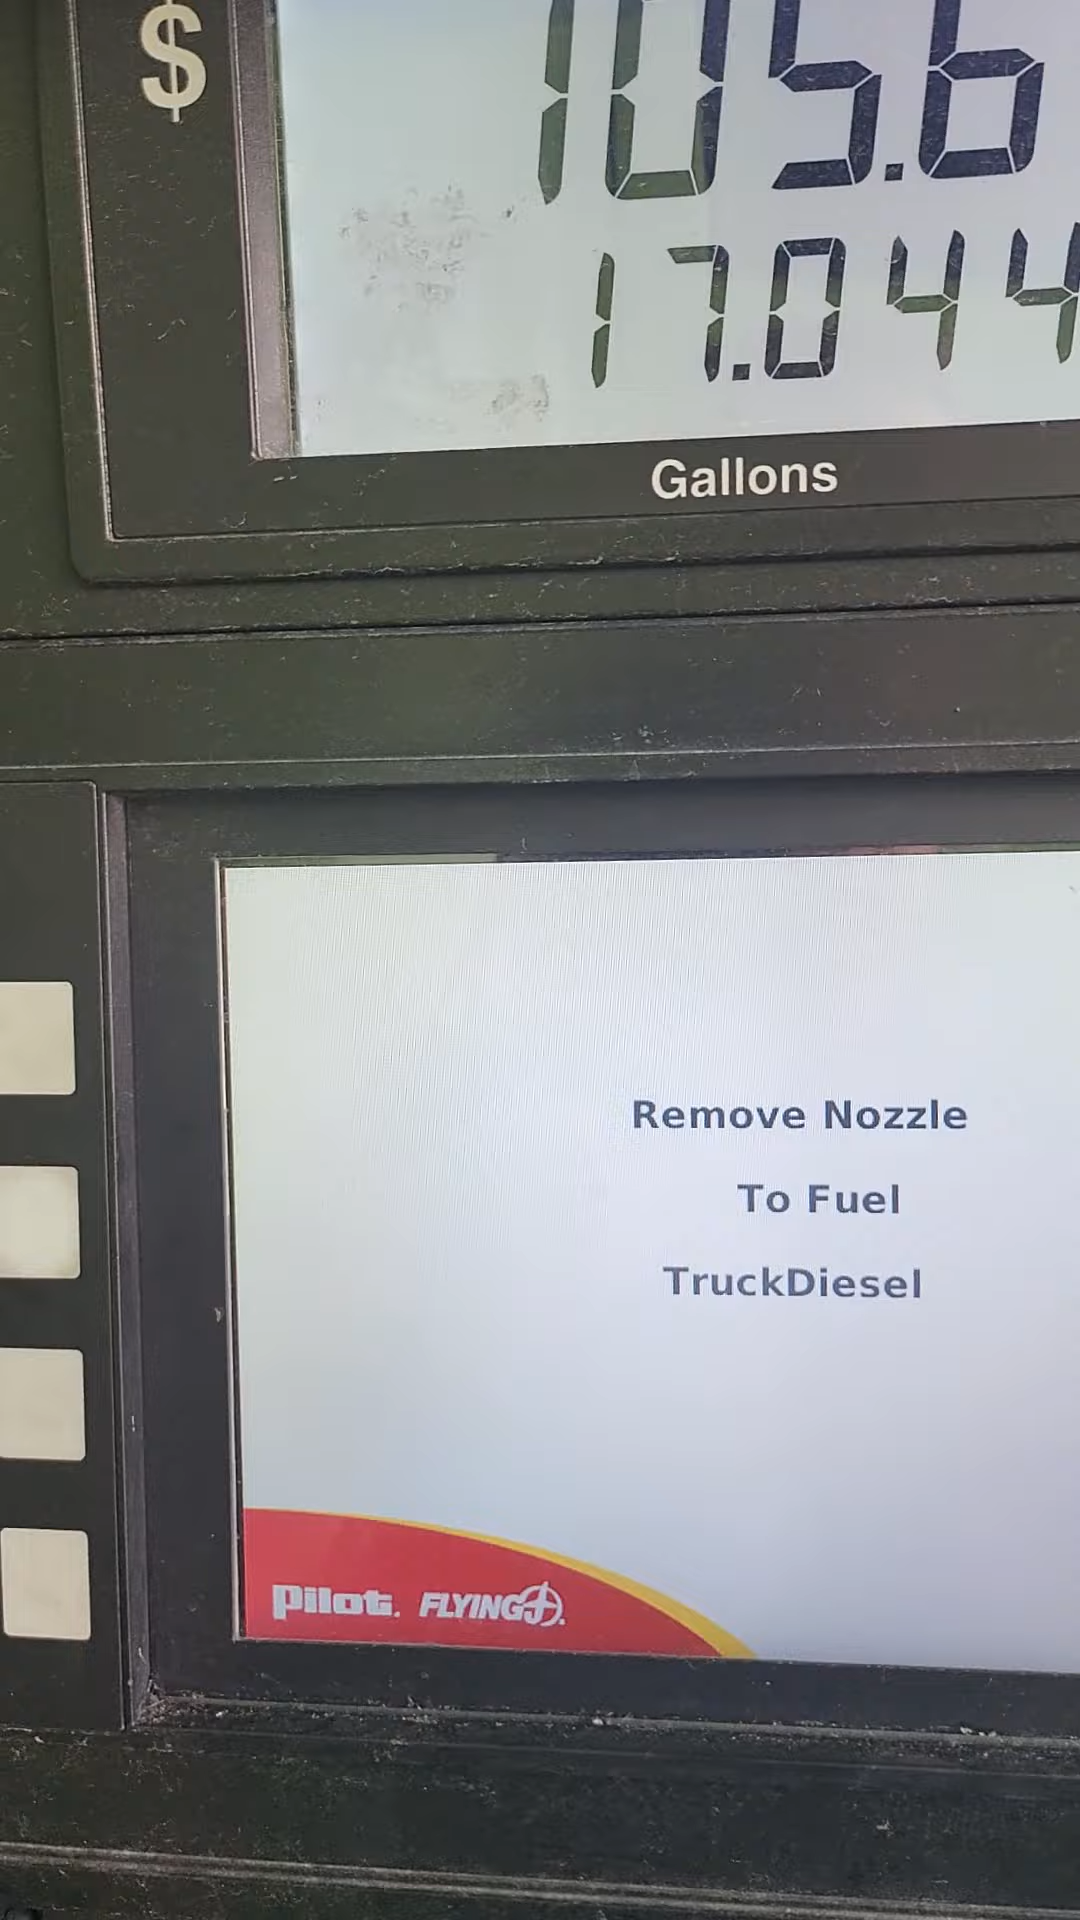 $ 105.6
17.044
Gallons
Remove Nozzle
To Fuel
TruckDiesel
Pilot. FLYING J.